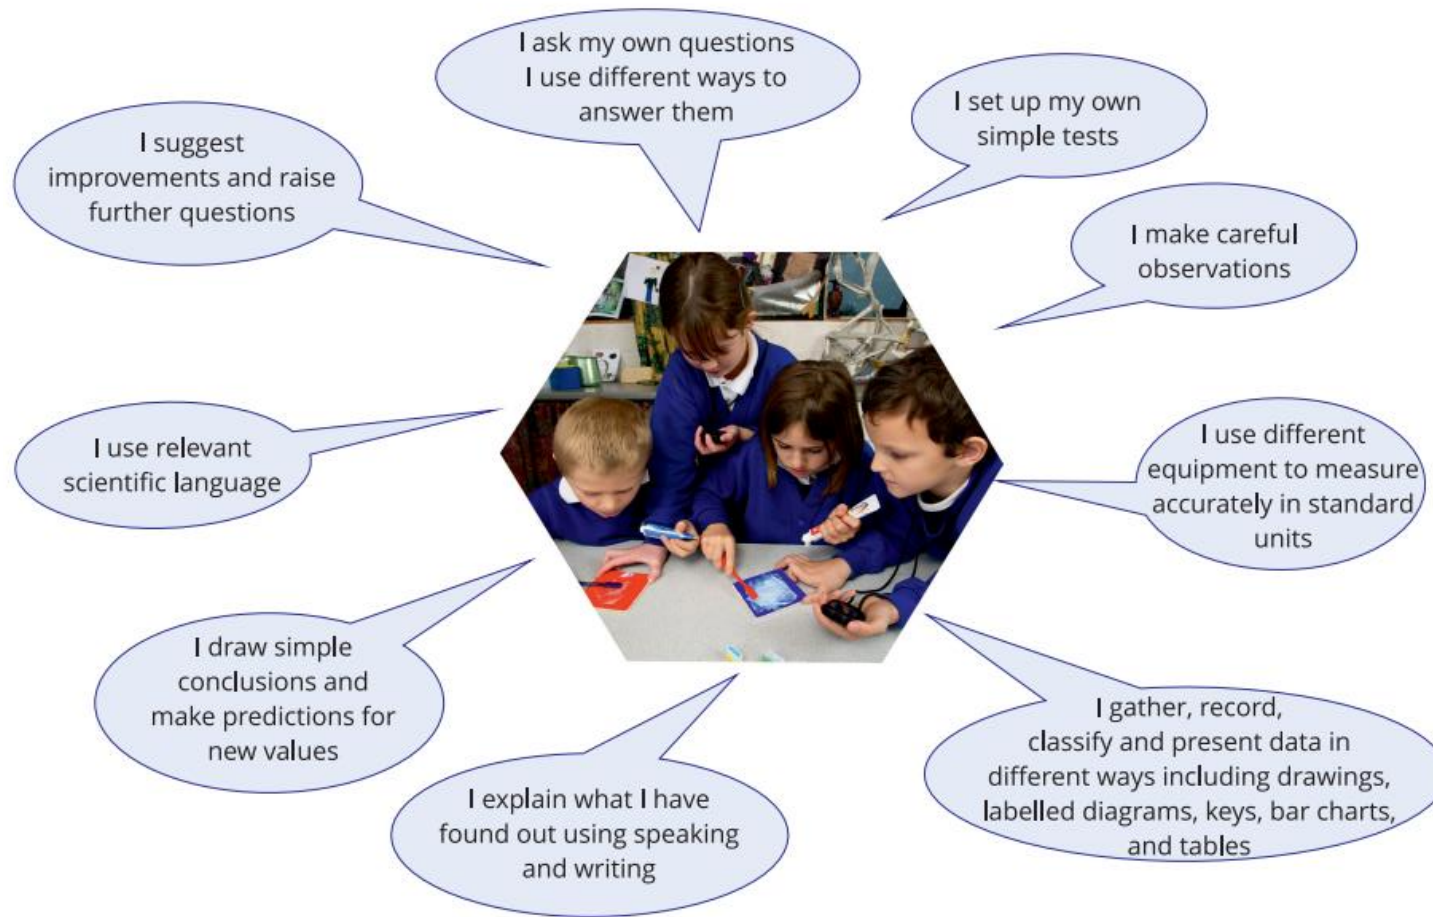 I ask my own questions
I use different ways to
answer them
I set up my own
simple tests
I make careful
observations
I use different
equipment to measure
accurately in standard
units
I gather, record,
classify and present data in
different ways including drawings,
labelled diagrams, keys, bar charts,
and tables
I explain what I have
found out using speaking
and writing
I draw simple
conclusions and
make predictions for
new values
I use relevant
scientific language
I suggest
improvements and raise
further questions